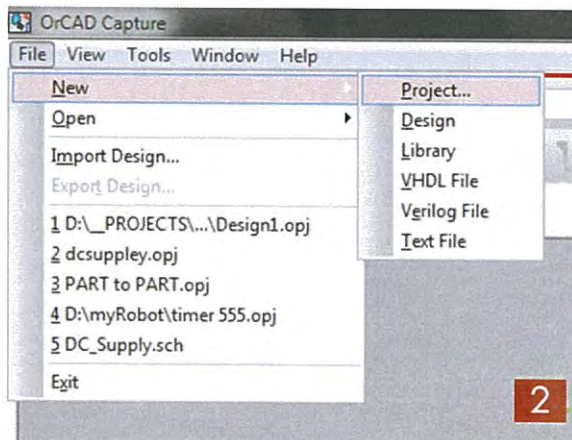 OrCAD Capture
File View Tools Window Help
New
Open
Import Design...
Export Design...
1 D:\__PROJECTS\...\Design1.opj
2 dcsuppley.opj
3 PART to PART.opj
4 D:\myRobot\timer 555.opj
5 DC_Supply.sch
Exit
Project...
Design
Library
VHDL File
Verilog File
Text File
2